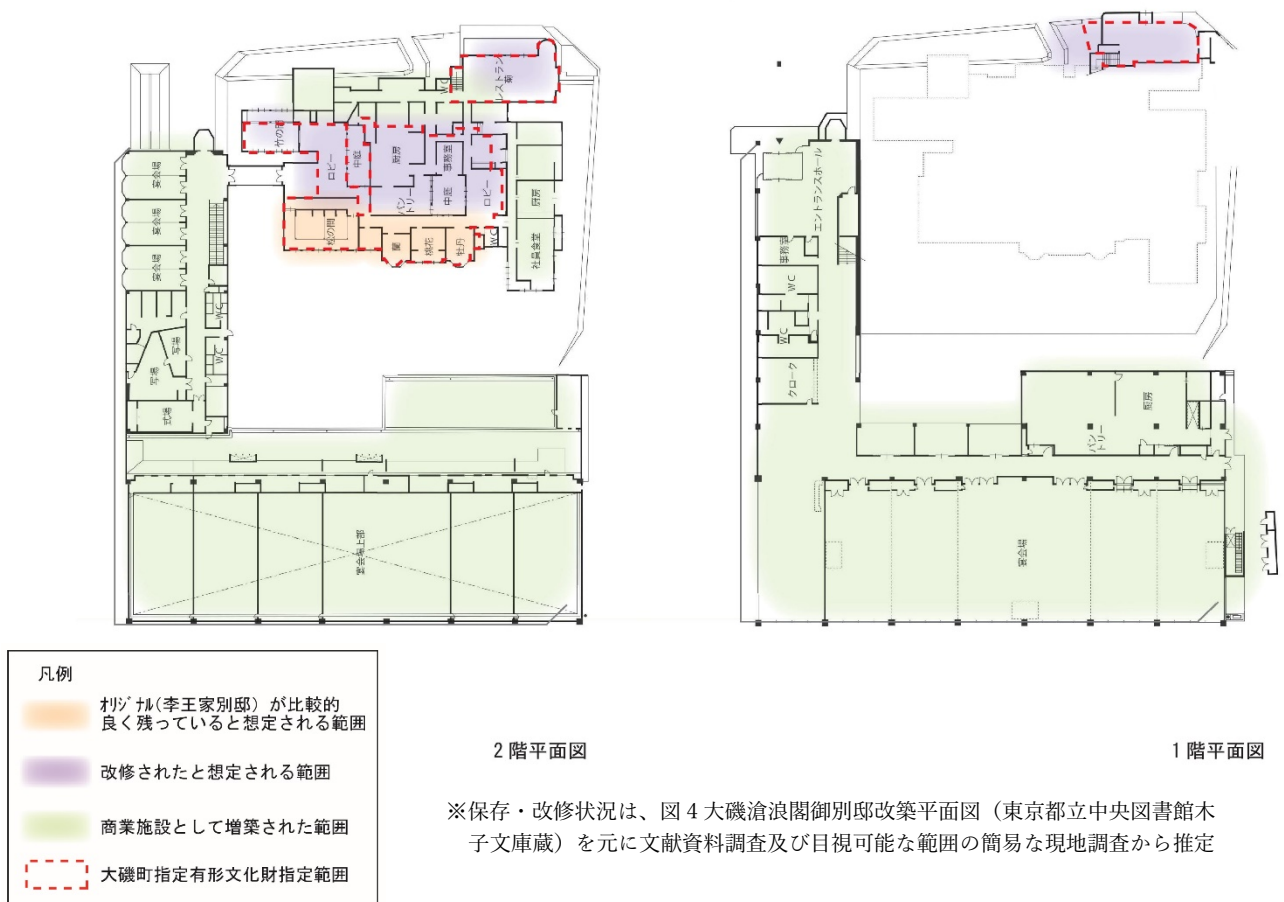 レストラン
菊
WC
竹の間
ロビー
中庭
厨房
事務室
ロビー
パントリー
中庭
厨房
社員食堂
松の間
蘭
桃花
牡丹
WC
宴会場
宴会場
宴会場
WC
写場
写場
WC
式場
宴会場上部
エントランスホール
事務室
WC
WC
クローク
厨房
パントリー
宴会場
凡例
ｵﾘｼﾞﾅﾙ(李王家別邸）が比較的
良く残っていると想定される範囲
改修されたと想定される範囲
商業施設として増築された範囲
大磯町指定有形文化財指定範囲
2階平面図
1階平面図
※保存・改修状況は、図4大磯滄浪閣御別邸改築平面図（東京都立中央図書館木
子文庫蔵）を元に文献資料調査及び目視可能な範囲の簡易な現地調査から推定